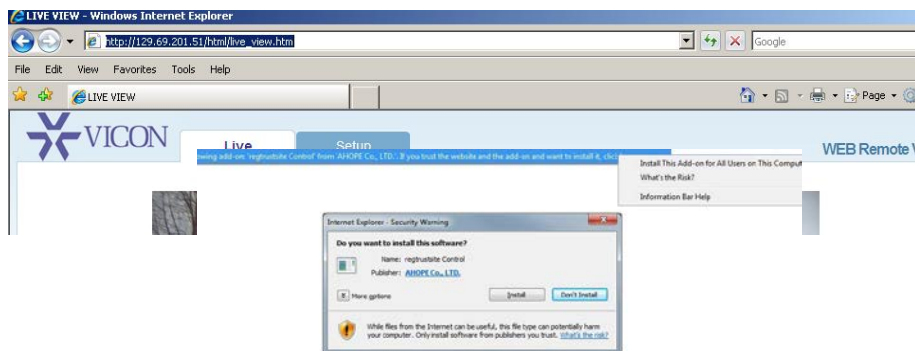 LIVE VIEW - Windows Internet Explorer
http://129.69.201.51/html/live_view.htm
Google
File Edit View Favorites Tools Help
LIVE VIEW
Page
VICON
Live
Setup
WEB Remote V
owing add-on: 'regtrustsite Control' from 'AHOPE Co., LTD.'. If you trust the website and the add-on and want to install it, click
Install This Add-on for All Users on This Comput
What's the Risk?
Information Bar Help
Internet Explorer - Security Warning
Do you want to install this software?
Name: regtrustsite Control
Publisher: AHOPE Co., LTD.
More options
Install
Don't Install
While files from the Internet can be useful, this file type can potentially harm
your computer. Only install software from publishers you trust. What's the risk?